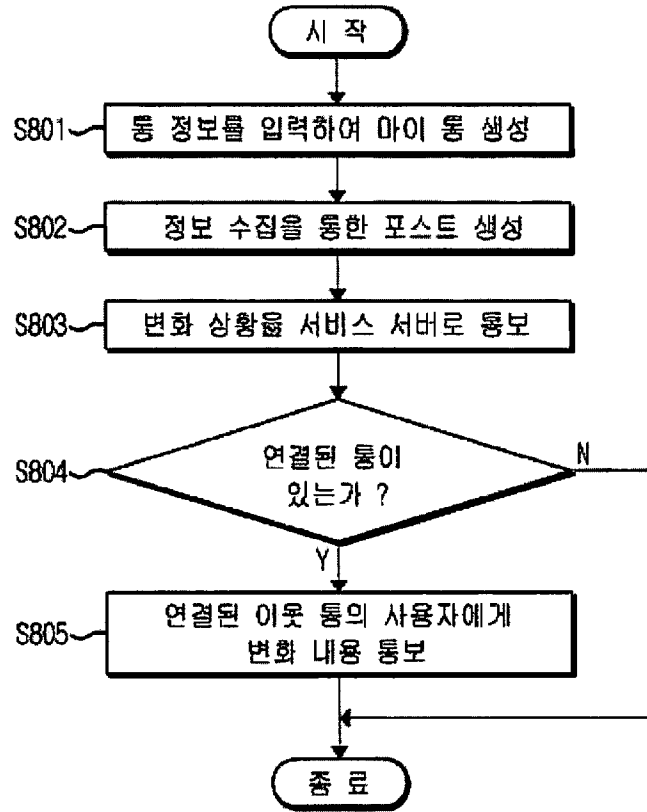 시 작
S801
통 정보를 입력하여 마이 통 생성
S802
정보 수집을 통한 포스트 생성
S803
변화 상황을 서비스 서버로 통보
S804
연결된 통이
있는가 ?
N
Y
S805
연결된 이웃 통의 사용자에게
변화 내용 통보
종 료